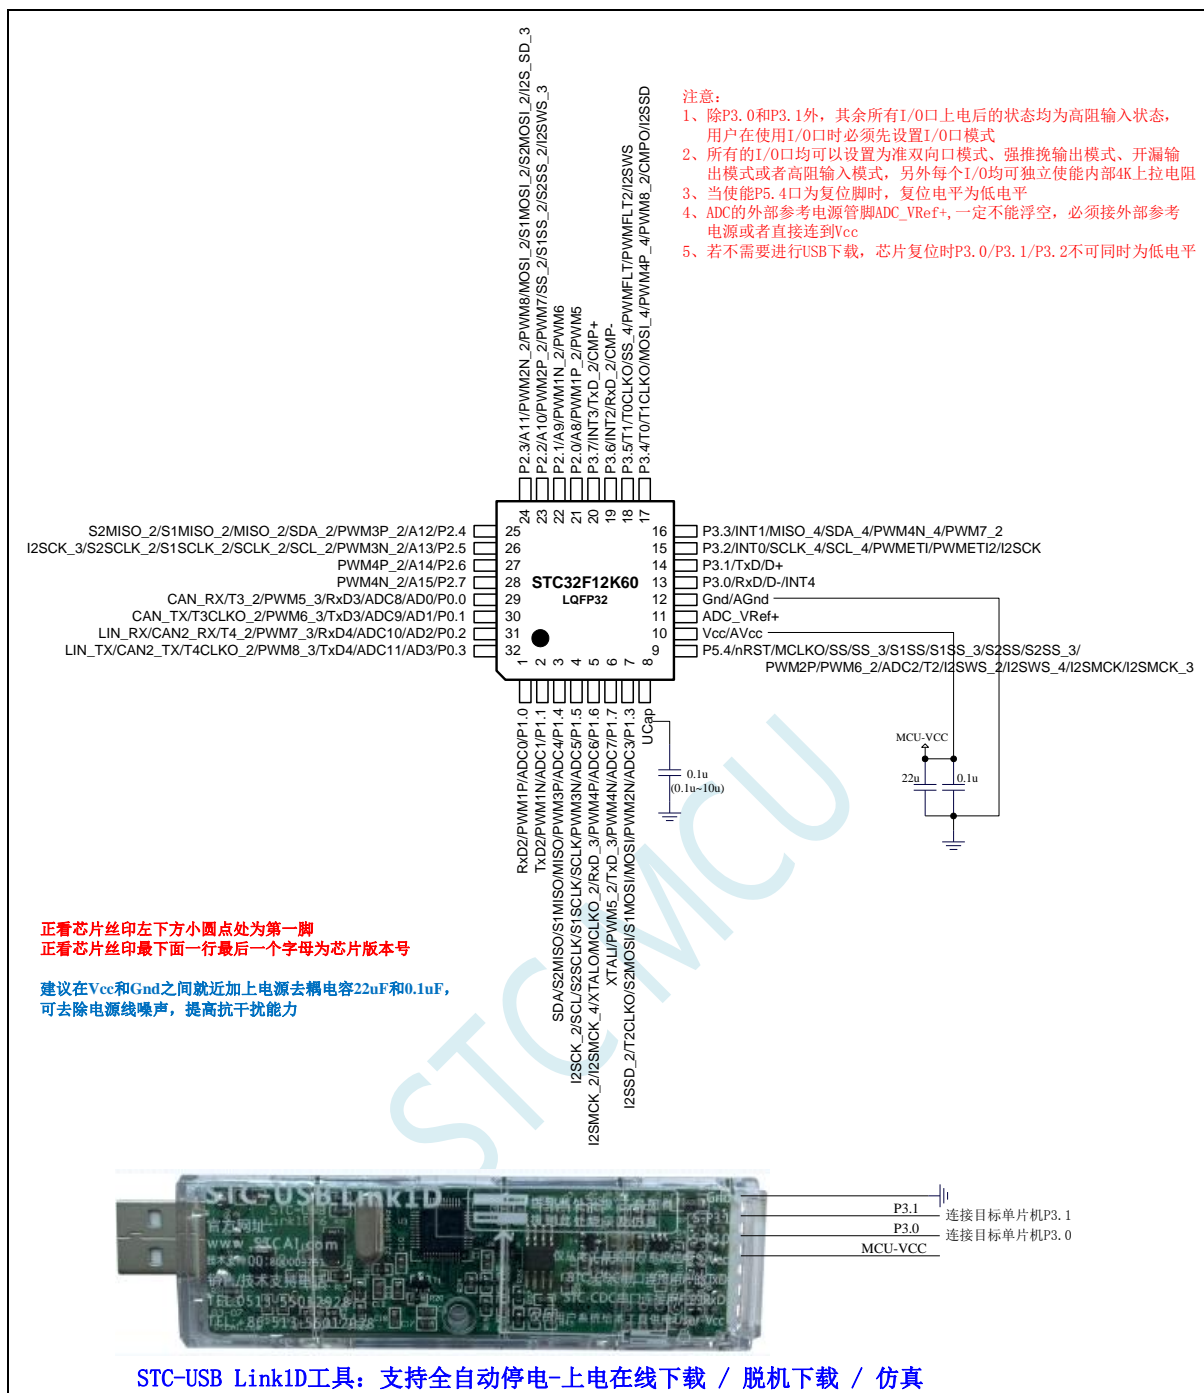 P2.3/A11/PWM2N_2/PWM8/MOSI_2/S1MOSI_2/S2MOSI_2/I2S_SD_3
P2.2/A10/PWM2P_2/PWM7/SS_2/S1SS_2/S2SS_2/I2SWS_3
P2.1/A9/PWM1N_2/PWM6
P2.0/A8/PWM1P_2/PWM5
P3.7/INT3/TxD_2/CMP+
P3.6/INT2/RxD_2/CMP-
P3.5/T1/T0CLKO/SS_4/PWMFLT/PWMFLT2/I2SWS
P3.4/T0/T1CLKO/MOSI_4/PWM4P_4/PWM8_2/CMPO/I2SSD
注意：
1、除P3.0和P3.1外，其余所有I/O口上电后的状态均为高阻输入状态，
用户在使用I/O口时必须先设置I/O口模式
2、所有的I/O口均可以设置为准双向口模式、强推挽输出模式、开漏输
出模式或者高阻输入模式，另外每个I/O均可独立使能内部4K上拉电阻
3、当使能P5.4口为复位脚时，复位电平为低电平
4、ADC的外部参考电源管脚ADC_VRef+,一定不能浮空，必须接外部参考
电源或者直接连到Vcc
5、若不需要进行USB下载，芯片复位时P3.0/P3.1/P3.2不可同时为低电平
24 23 22 21 20 19 18 17
S2MISO_2/S1MISO_2/MISO_2/SDA_2/PWM3P_2/A12/P2.4 25
I2SCK_3/S2SCLK_2/S1SCLK_2/SCLK_2/SCL_2/PWM3N_2/A13/P2.5 26
PWM4P_2/A14/P2.6 27
PWM4N_2/A15/P2.7 28
CAN_RX/T3_2/PWM5_3/RxD3/ADC8/AD0/P0.0 29
CAN_TX/T3CLKO_2/PWM6_3/TxD3/ADC9/AD1/P0.1 30
LIN_RX/CAN2_RX/T4_2/PWM7_3/RxD4/ADC10/AD2/P0.2 31
LIN_TX/CAN2_TX/T4CLKO_2/PWM8_3/TxD4/ADC11/AD3/P0.3 32
STC32F12K60
LQFP32
16 P3.3/INT1/MISO_4/SDA_4/PWM4N_4/PWM7_2
15 P3.2/INT0/SCLK_4/SCL_4/PWMETI/PWMETI2/I2SCK
14 P3.1/TxD/D+
13 P3.0/RxD/D-/INT4
12 Gnd/AGnd
11 ADC_VRef+
10 Vcc/AVcc
9 P5.4/nRST/MCLKO/SS/SS_3/S1SS/S1SS_3/S2SS/S2SS_3/
PWM2P/PWM6_2/ADC2/T2/I2SWS_2/I2SWS_4/I2SMCK/I2SMCK_3
1 2 3 4 5 6 7 8
RxD2/PWM1P/ADC0/P1.0
TxD2/PWM1N/ADC1/P1.1
SDA/S2MISO/S1MISO/MISO/PWM3P/ADC4/P1.4
I2SCK_2/SCL/S2SCLK/S1SCLK/SCLK/PWM3N/ADC5/P1.5
I2SMCK_2/I2SMCK_4/XTALO/MCLKO_2/RxD_3/PWM4P/ADC6/P1.6
XTALI/PWM5_2/TxD_3/PWM4N/ADC7/P1.7
I2SSD_2/T2CLKO/S2MOSI/S1MOSI/MOSI/PWM2N/ADC3/P1.3
UCap
0.1u
(0.1u~10u)
MCU-VCC
22u
0.1u
STC MCU
正看芯片丝印左下方小圆点处为第一脚
正看芯片丝印最下面一行最后一个字母为芯片版本号
建议在Vcc和Gnd之间就近加上电源去耦电容22uF和0.1uF，
可去除电源线噪声，提高抗干扰能力
STC-USB Link1D
官方网址
Link1D
www.STCAI.com
Gnd
P3.1
P3.0
TEL:0513-55012928
P3.1 连接目标单片机P3.1
P3.0 连接目标单片机P3.0
MCU-VCC
STC-USB Link1D工具：支持全自动停电-上电在线下载 / 脱机下载 / 仿真